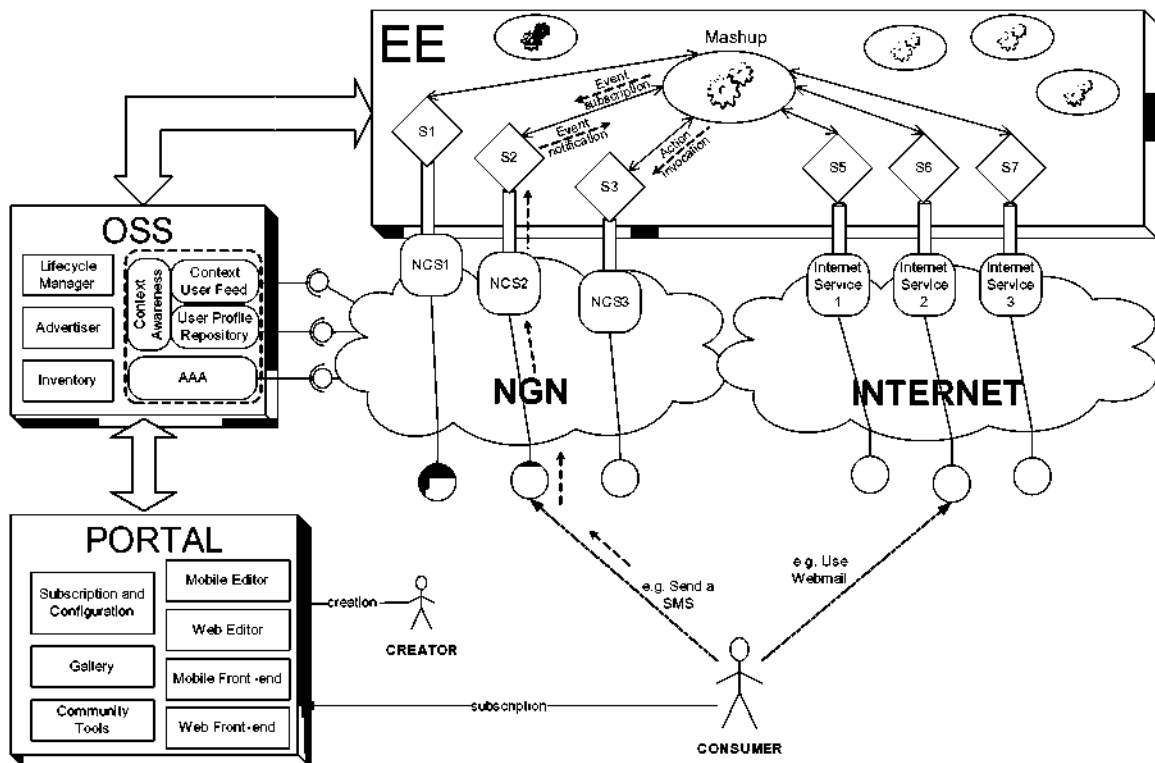 EE
Mashup
Event
subscription
Event
notification
Action
invocation
S1
S2
S3
S5
S6
S7
OSS
Lifecycle
Manager
Advertiser
Inventory
Context
Awareness
Context
User Feed
User Profile
Repository
AAA
NCS1
NCS2
NCS3
NGN
Internet
Service
1
Internet
Service
2
Internet
Service
3
INTERNET
PORTAL
Subscription and
Configuration
Gallery
Community
Tools
Mobile Editor
Web Editor
Mobile Front-end
Web Front-end
creation
CREATOR
e.g. Send a
SMS
e.g. Use
Webmail
subscription
CONSUMER